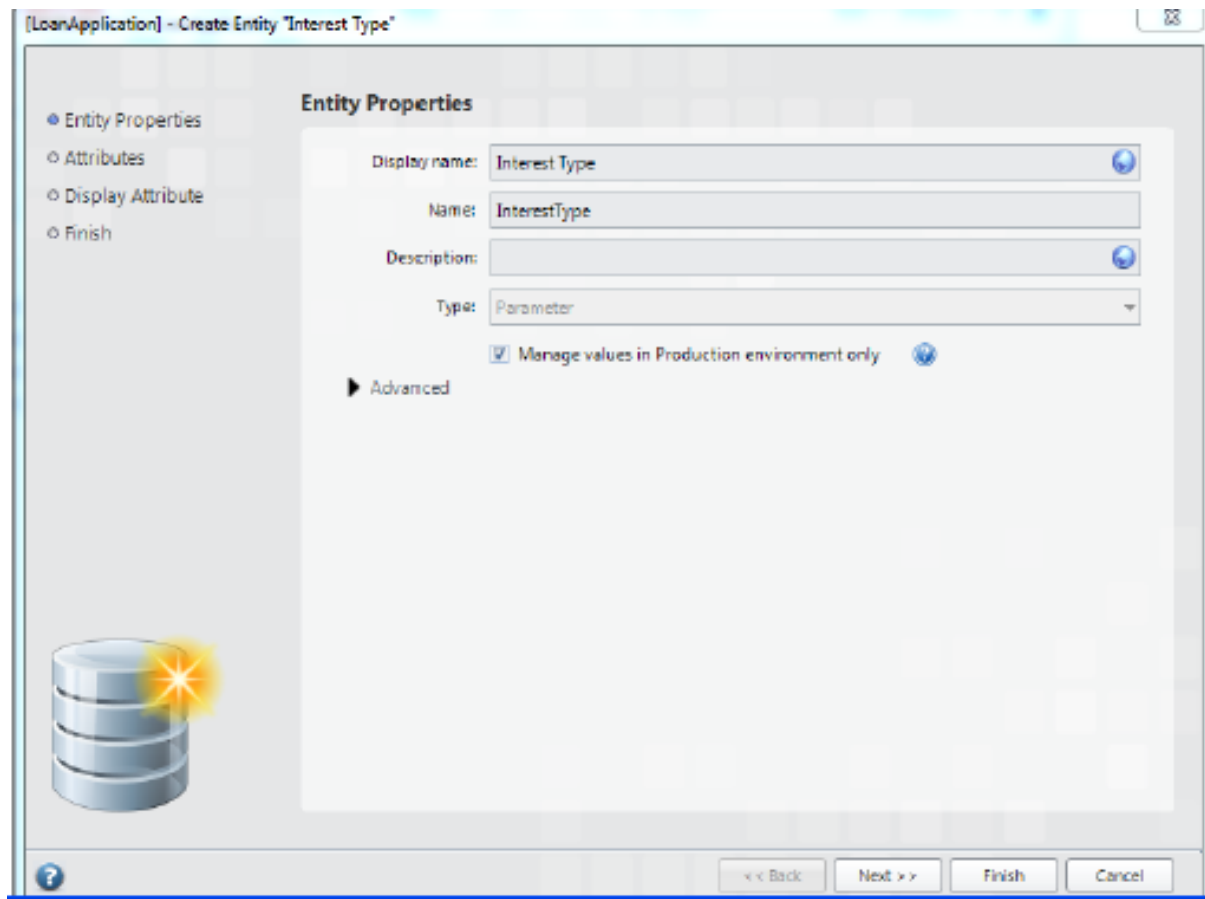 [LoanApplication] - Create Entity "Interest Type"
Entity Properties
Attributes
Display Attribute
Finish
Entity Properties
Display name: Interest Type
Name: InterestType
Description:
Type: Parameter
Manage values in Production environment only
Advanced
<< Back Next >> Finish Cancel